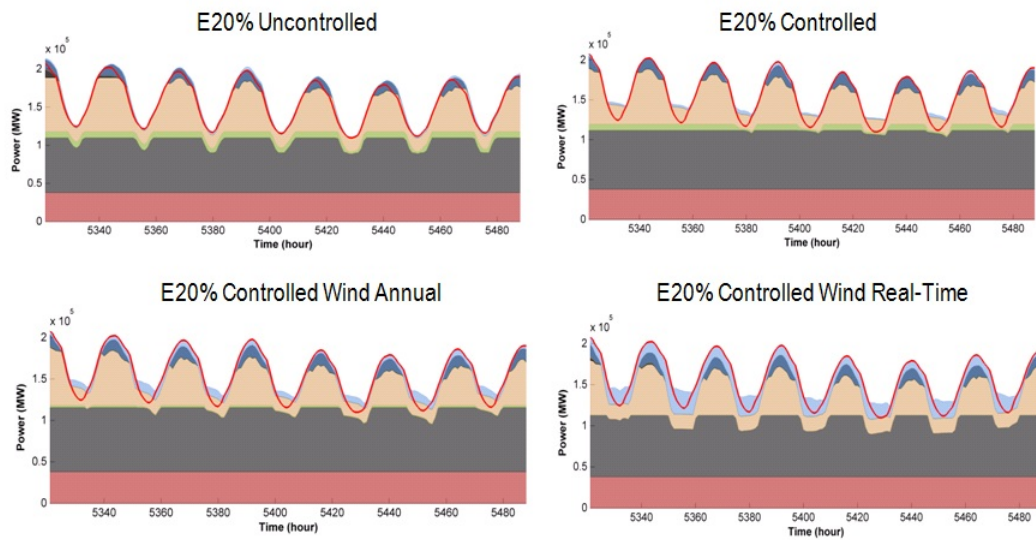 E20% Uncontrolled
x 10^5
2
1.5
1
0.5
0
Power (MW)
5340 5360 5380 5400 5420 5440 5460 5480
Time (hour)
E20% Controlled
x 10^5
2
1.5
1
0.5
0
Power (MW)
5340 5360 5380 5400 5420 5440 5460 5480
Time (hour)
E20% Controlled Wind Annual
x 10^5
2
1.5
1
0.5
0
Power (MW)
5340 5360 5380 5400 5420 5440 5460 5480
Time (hour)
E20% Controlled Wind Real-Time
x 10^5
2
1.5
1
0.5
0
Power (MW)
5340 5360 5380 5400 5420 5440 5460 5480
Time (hour)